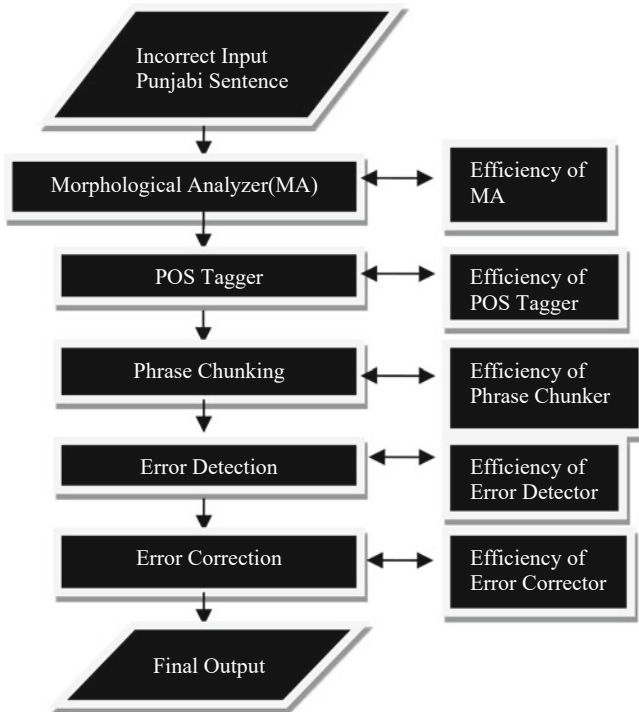 Incorrect Input
Punjabi Sentence
Morphological Analyzer(MA)
Efficiency of
MA
POS Tagger
Efficiency of
POS Tagger
Phrase Chunking
Efficiency of
Phrase Chunker
Error Detection
Efficiency of
Error Detector
Error Correction
Efficiency of
Error Corrector
Final Output